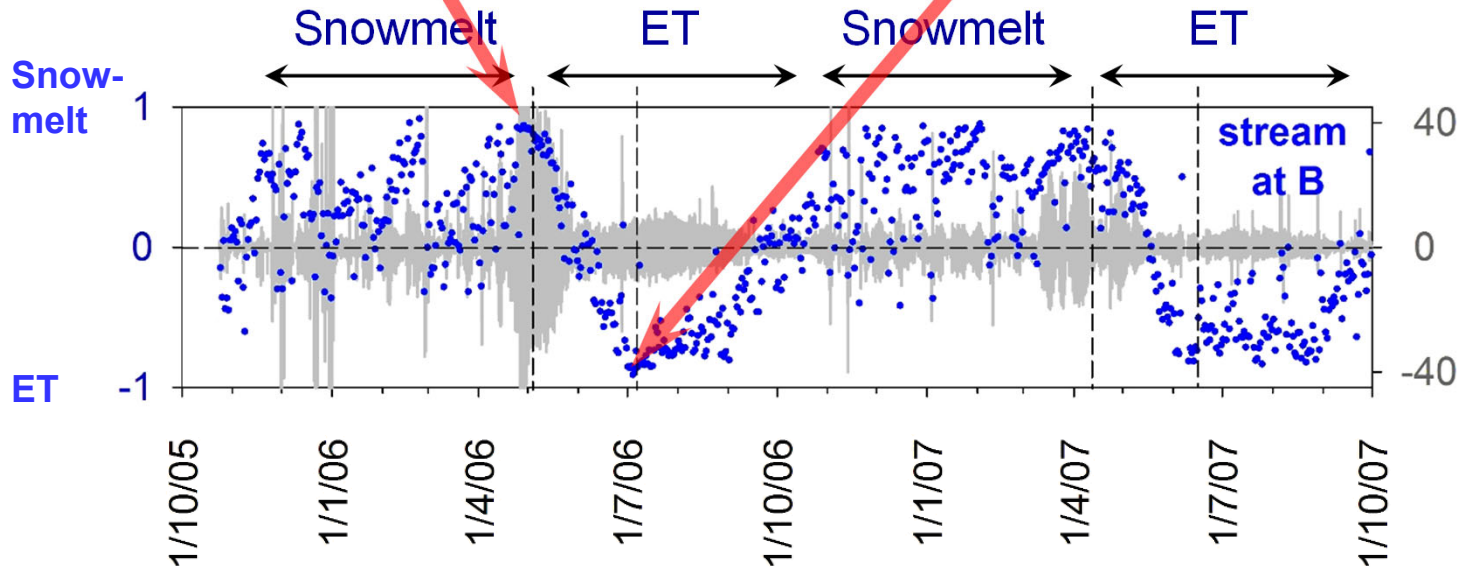 Snowmelt ET Snowmelt ET
Snow-
melt
1 40
stream
at B
0 0
ET -1 -40
1/10/05 1/1/06 1/4/06 1/7/06 1/10/06 1/1/07 1/4/07 1/7/07 1/10/07